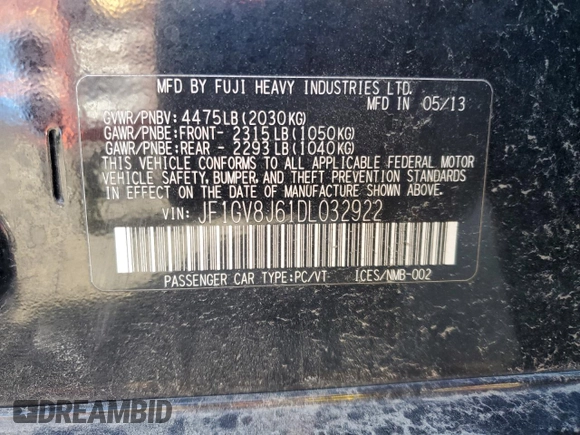 MFD BY FUJI HEAVY INDUSTRIES LTD.
MFD IN 05/13
GVWR/PNBV: 4475LB(2030KG)
GAWR/PNBE:FRONT- 2315LB(1050KG)
GAWR/PNBE:REAR - 2293LB(1040KG)
THIS VEHICLE CONFORMS TO ALL APPLICABLE FEDERAL MOTOR
VEHICLE SAFETY, BUMPER, AND THEFT PREVENTION STANDARDS
IN EFFECT ON THE DATE OF MANUFACTURE SHOWN ABOVE.
VIN: JF1GV8J61DL032922
PASSENGER CAR TYPE:PC/VT ICES/NMB-002
DREAMBID